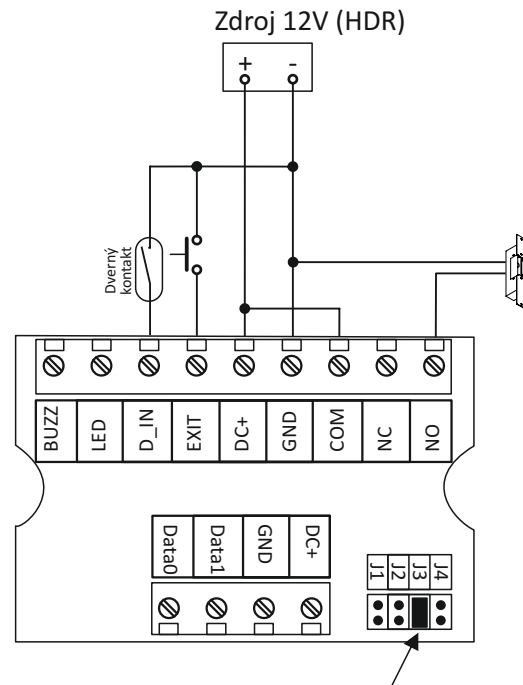 Zdroj 12V (HDR)
+ -
Dverný
kontakt
BUZZ LED D_IN EXIT DC+ GND COM NC NO
Data0 Data1 GND DC+
J1 J2 J3 J4